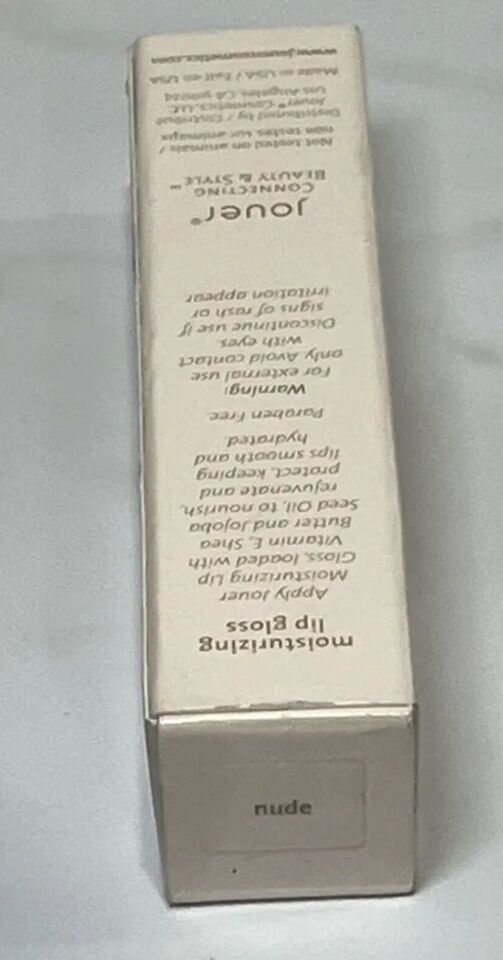 moisturizing
lip gloss
Apply Jouer
Moisturizing Lip
Gloss, loaded with
Vitamin E, Shea
Butter and Jojoba
Seed Oil, to nourish,
rejuvenate and
protect, keeping
lips smooth and
hydrated.
Paraben Free.
Warning:
For external use
only. Avoid contact
with eyes.
Discontinue use if
signs of rash or
irritation appear
jouer®
CONNECTING
BEAUTY & STYLE™
Not tested on animals /
non testés sur animaux
Distributed by / Distribué
Jouer® Cosmetics, LLC.
Los Angeles, CA
Made in USA / Fait en USA
www.jouercosmetics.com
nude